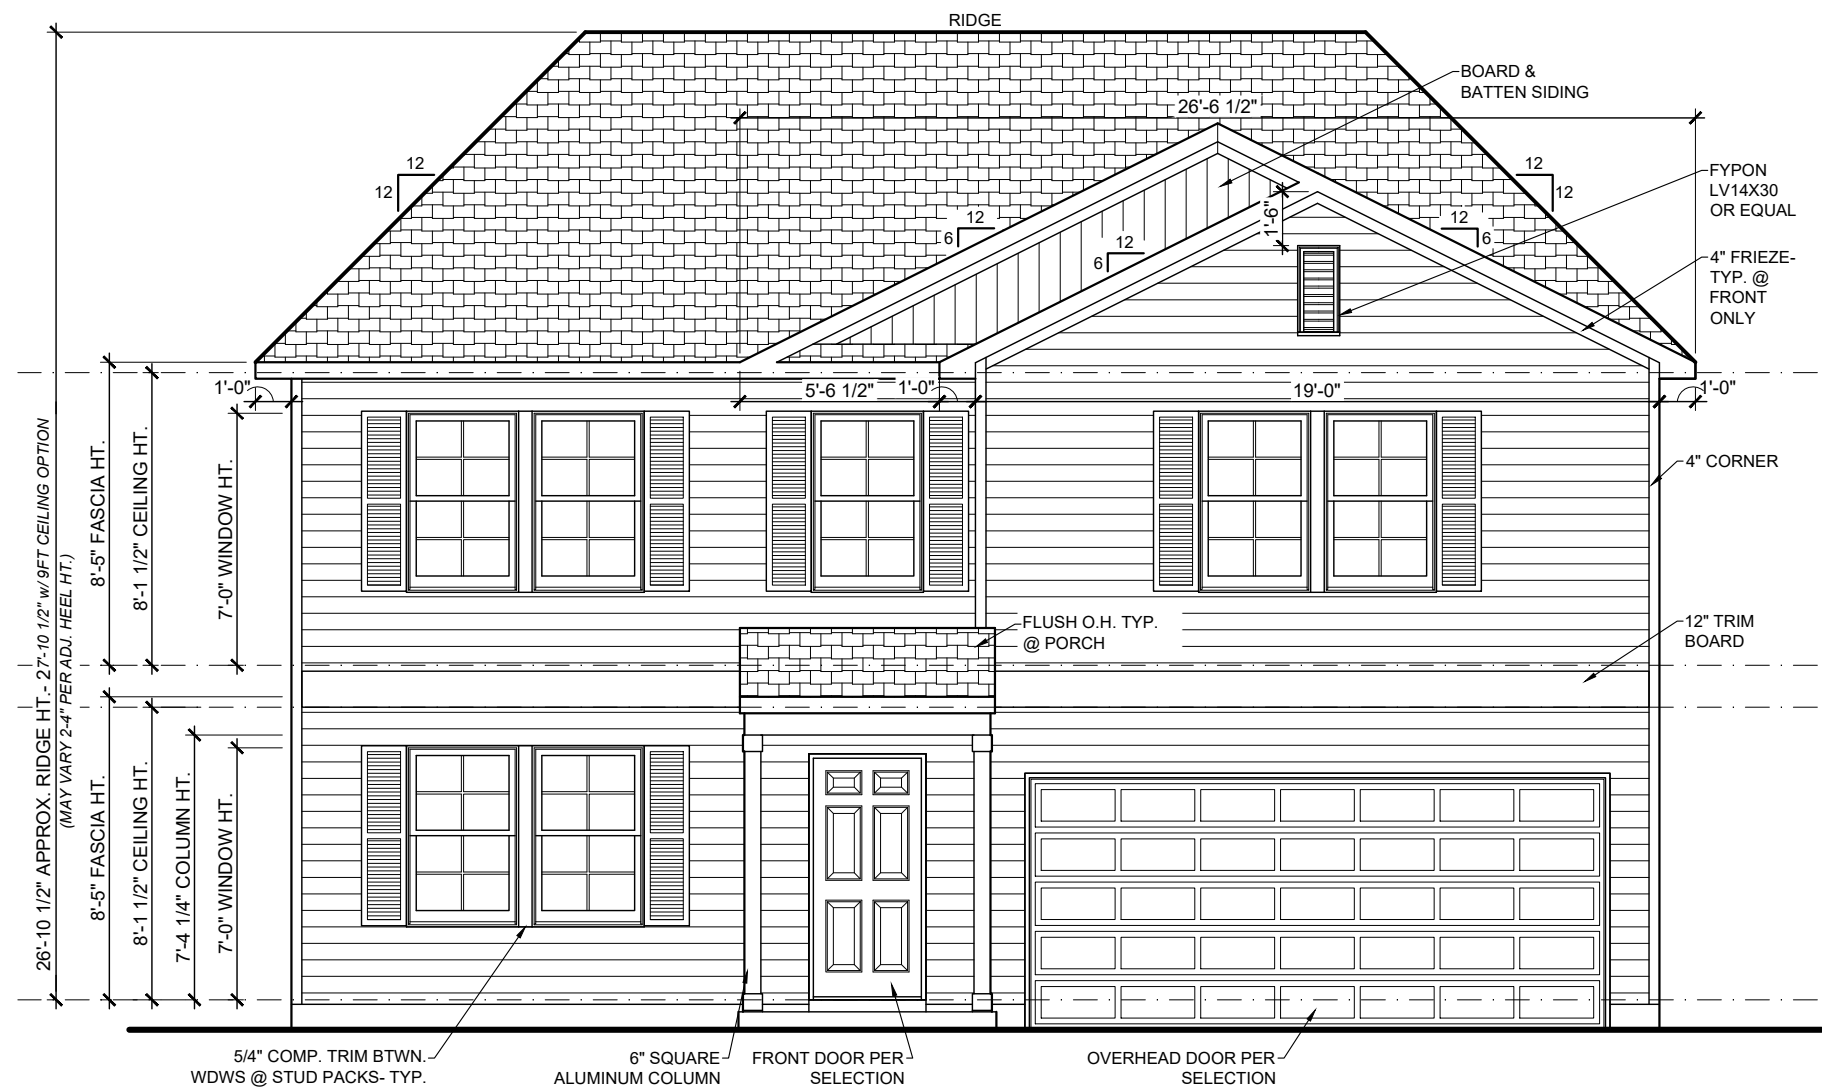 RIDGE
BOARD &
BATTEN SIDING
26'-6 1/2"
12
12
12
12
FYPON
LV14X30
OR EQUAL
1'-6"
12
6
12
6
12
6
4" FRIEZE-
TYP. @
FRONT
ONLY
1'-0"
5'-6 1/2"
1'-0"
19'-0"
1'-0"
4" CORNER
26'-10 1/2" APPROX. RIDGE HT.- 27'-10 1/2" w/ 9FT CEILING OPTION
(MAY VARY 2-4" PER ADJ. HEEL HT.)
8'-5" FASCIA HT.
8'-1 1/2" CEILING HT.
7'-0" WINDOW HT.
FLUSH O.H. TYP.
@ PORCH
12" TRIM
BOARD
8'-5" FASCIA HT.
8'-1 1/2" CEILING HT.
7'-4 1/4" COLUMN HT.
7'-0" WINDOW HT.
5/4" COMP. TRIM BTWN.
WDWS @ STUD PACKS- TYP.
6" SQUARE
ALUMINUM COLUMN
FRONT DOOR PER
SELECTION
OVERHEAD DOOR PER
SELECTION